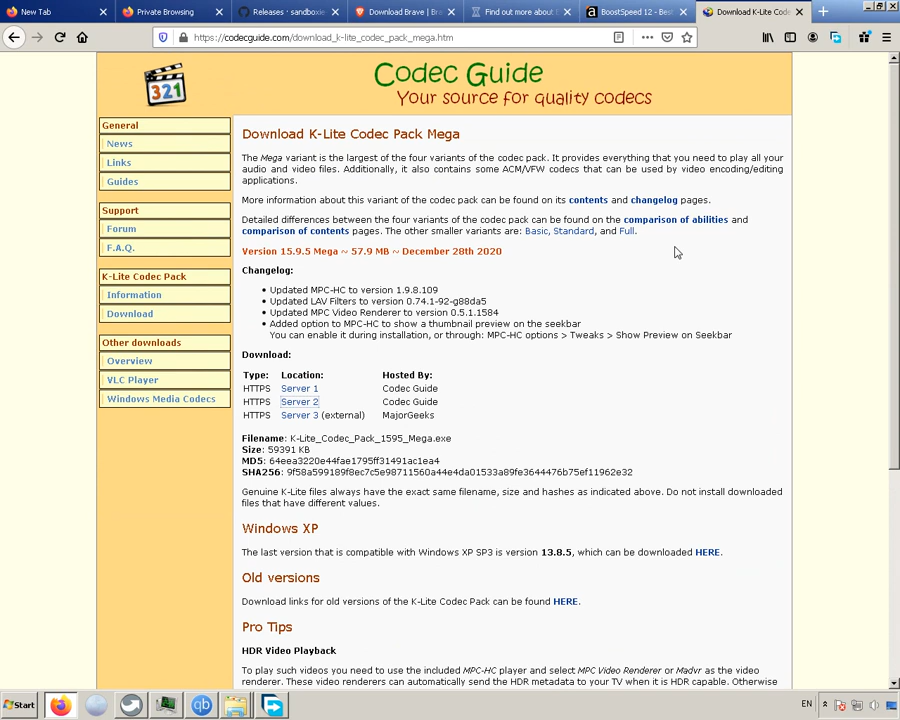 New Tab
Private Browsing
Releases · sandboxie
Download Brave | Bra
Find out more about
BoostSpeed 12 - Best
Download K-Lite Codec
https://codecguide.com/download_k-lite_codec_pack_mega.htm
321
Codec Guide
Your source for quality codecs
General
News
Links
Guides
Support
Forum
F.A.Q.
K-Lite Codec Pack
Information
Download
Other downloads
Overview
VLC Player
Windows Media Codecs
Download K-Lite Codec Pack Mega
The Mega variant is the largest of the four variants of the codec pack. It provides everything that you need to play all your
audio and video files. Additionally, it also contains some ACM/VFW codecs that can be used by video encoding/editing
applications.
More information about this variant of the codec pack can be found on its contents and changelog pages.
Detailed differences between the four variants of the codec pack can be found on the comparison of abilities and
comparison of contents pages. The other smaller variants are: Basic, Standard, and Full.
Version 15.9.5 Mega ~ 57.9 MB ~ December 28th 2020
Changelog:
• Updated MPC-HC to version 1.9.8.109
• Updated LAV Filters to version 0.74.1-92-g88da5
• Updated MPC Video Renderer to version 0.5.1.1584
• Added option to MPC-HC to show a thumbnail preview on the seekbar
You can enable it during installation, or through: MPC-HC options > Tweaks > Show Preview on Seekbar
Download:
Type: Location: Hosted By:
HTTPS Server 1 Codec Guide
HTTPS Server 2 Codec Guide
HTTPS Server 3 (external) MajorGeeks
Filename: K-Lite_Codec_Pack_1595_Mega.exe
Size: 59391 KB
MD5: 64eea3220e44fae1795ff31491ac1ea4
SHA256: 9f58a599189f8ec7c5e98711560a44e4da01533a89fe3644476b75ef11962e32
Genuine K-Lite files always have the exact same filename, size and hashes as indicated above. Do not install downloaded
files that have different values.
Windows XP
The last version that is compatible with Windows XP SP3 is version 13.8.5, which can be downloaded HERE.
Old versions
Download links for old versions of the K-Lite Codec Pack can be found HERE.
Pro Tips
HDR Video Playback
To play such videos you need to use the included MPC-HC player and select MPC Video Renderer or Madvr as the video
renderer. These video renderers can automatically send the HDR metadata to your TV when it is HDR capable. Otherwise
Start
qb
EN
7:04 PM